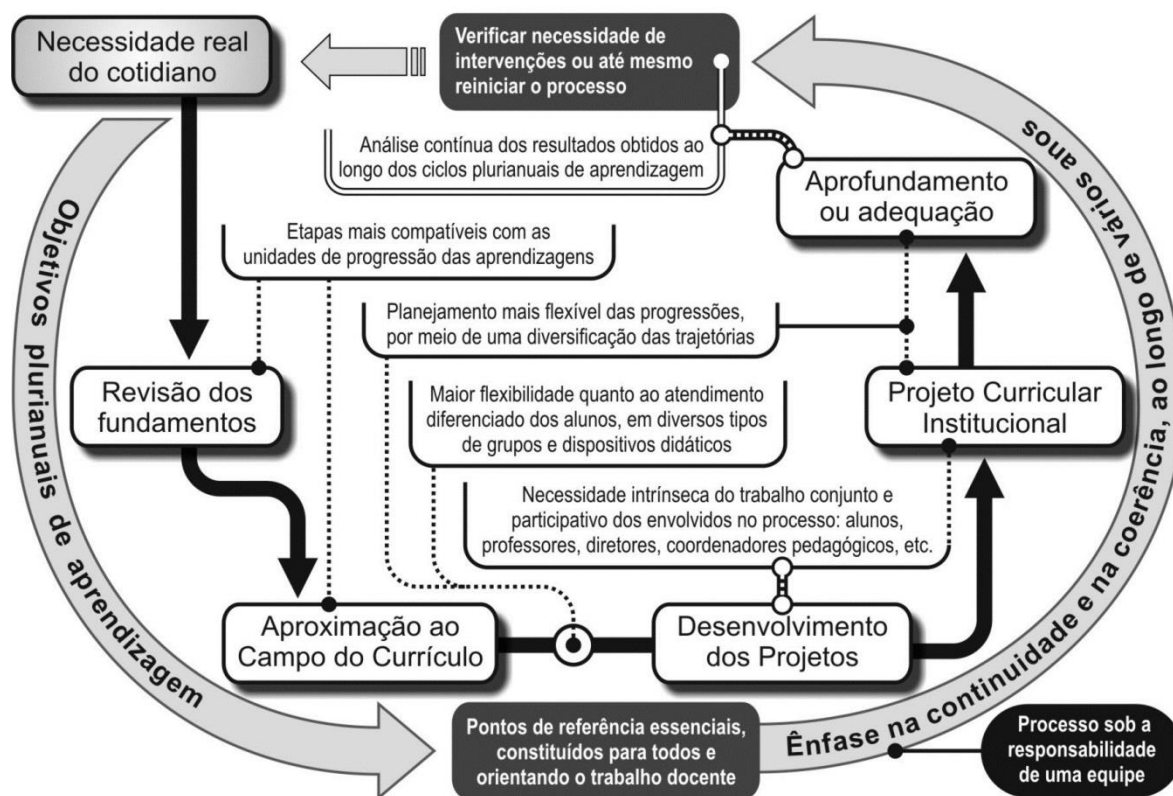 Necessidade real
do cotidiano
Verificar necessidade de
intervenções ou até mesmo
reiniciar o processo
Análise contínua dos resultados obtidos ao
longo dos ciclos plurianuais de aprendizagem
Aprofundamento
ou adequação
Etapas mais compatíveis com as
unidades de progressão das aprendizagens
Planejamento mais flexível das progressões,
por meio de uma diversificação das trajetórias
Revisão dos
fundamentos
Maior flexibilidade quanto ao atendimento
diferenciado dos alunos, em diversos tipos
de grupos e dispositivos didáticos
Projeto Curricular
Institucional
Necessidade intrínseca do trabalho conjunto e
participativo dos envolvidos no processo: alunos,
professores, diretores, coordenadores pedagógicos, etc.
Aproximação ao
Campo do Currículo
Desenvolvimento
dos Projetos
Objetivos plurianuais de aprendizagem
Pontos de referência essenciais,
constituídos para todos e
orientando o trabalho docente
Ênfase na continuidade e na coerência, ao longo de vários anos
Processo sob a
responsabilidade
de uma equipe